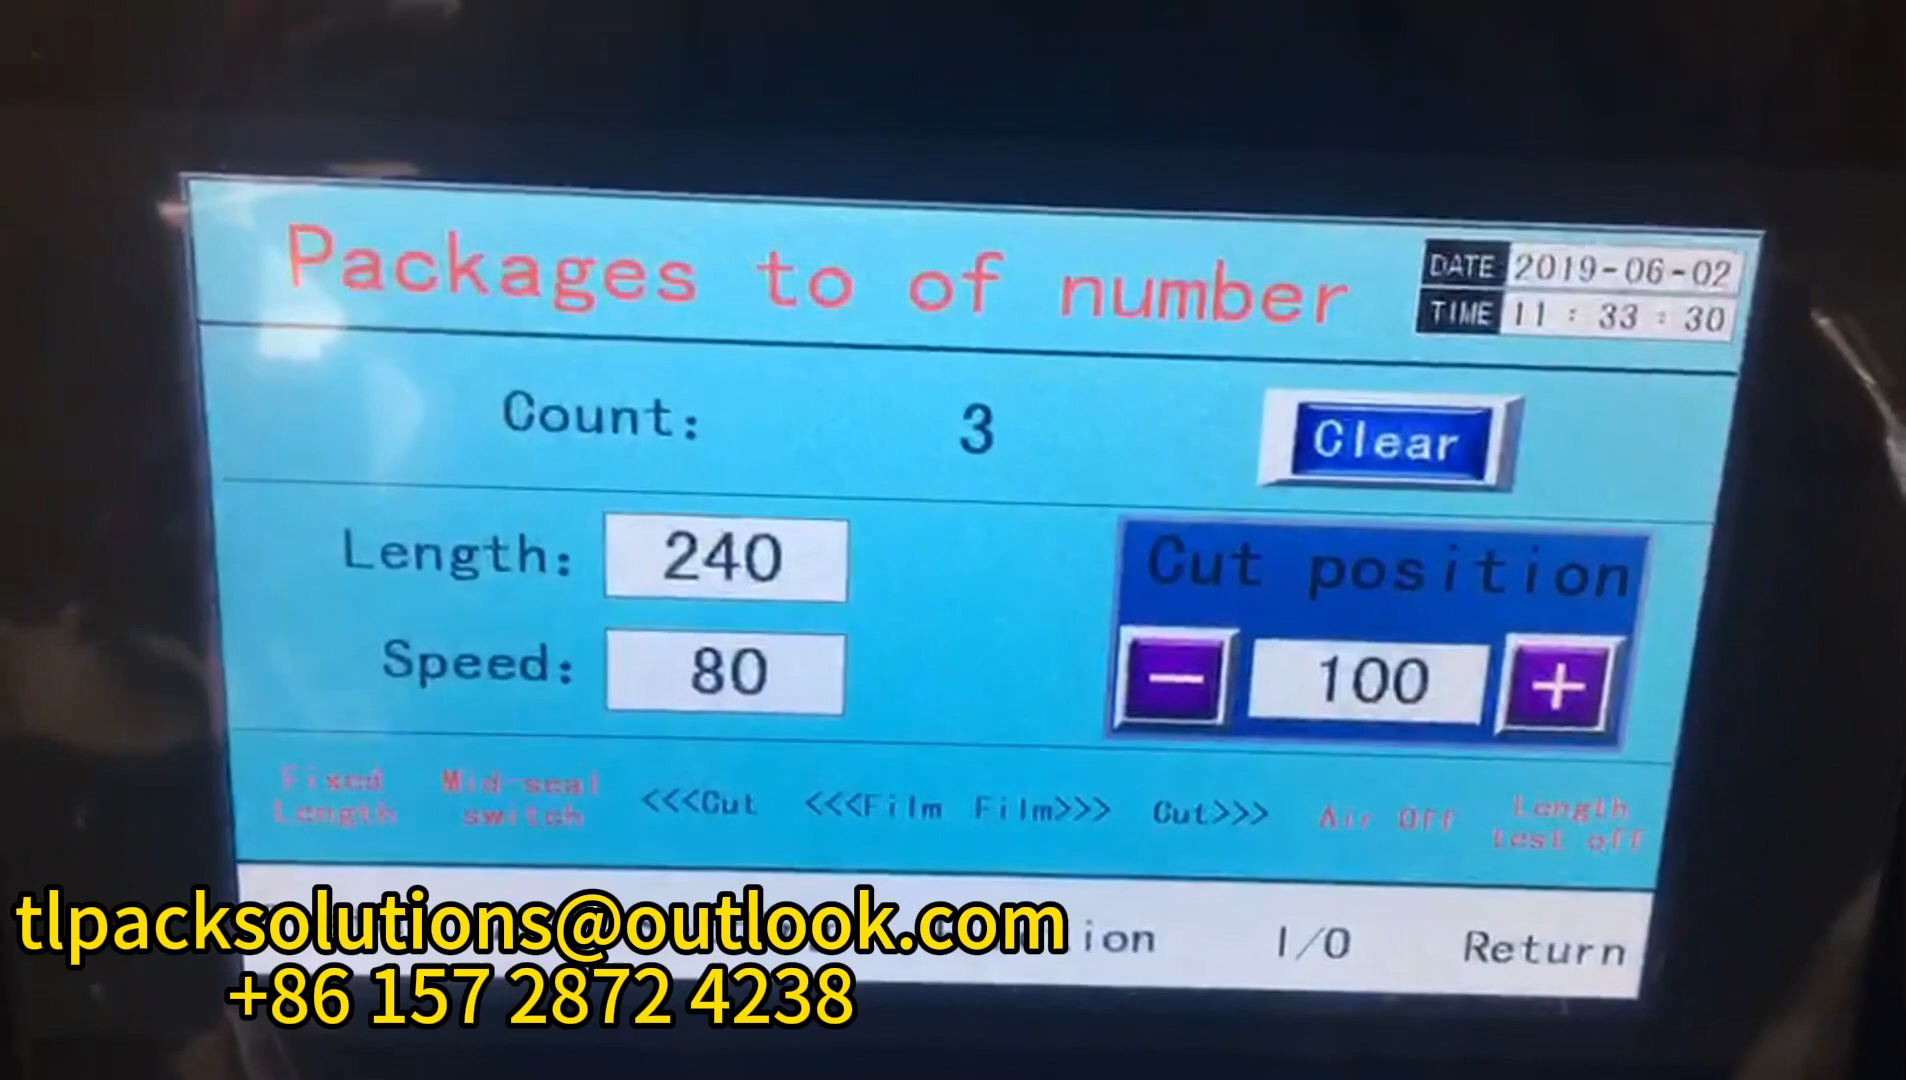 Packages to of number
DATE 2019-06-02
TIME 11 : 33 : 30
Count: 3 Clear
Length: 240
Cut position
Speed: 80
− 100 +
Fixed Length
Mid-seal switch
<<<Cut
<<<Film
Film>>>
Cut>>>
Air Off
Length test off
I/O
Return
tlpacksolutions@outlook.com
+86 157 2872 4238